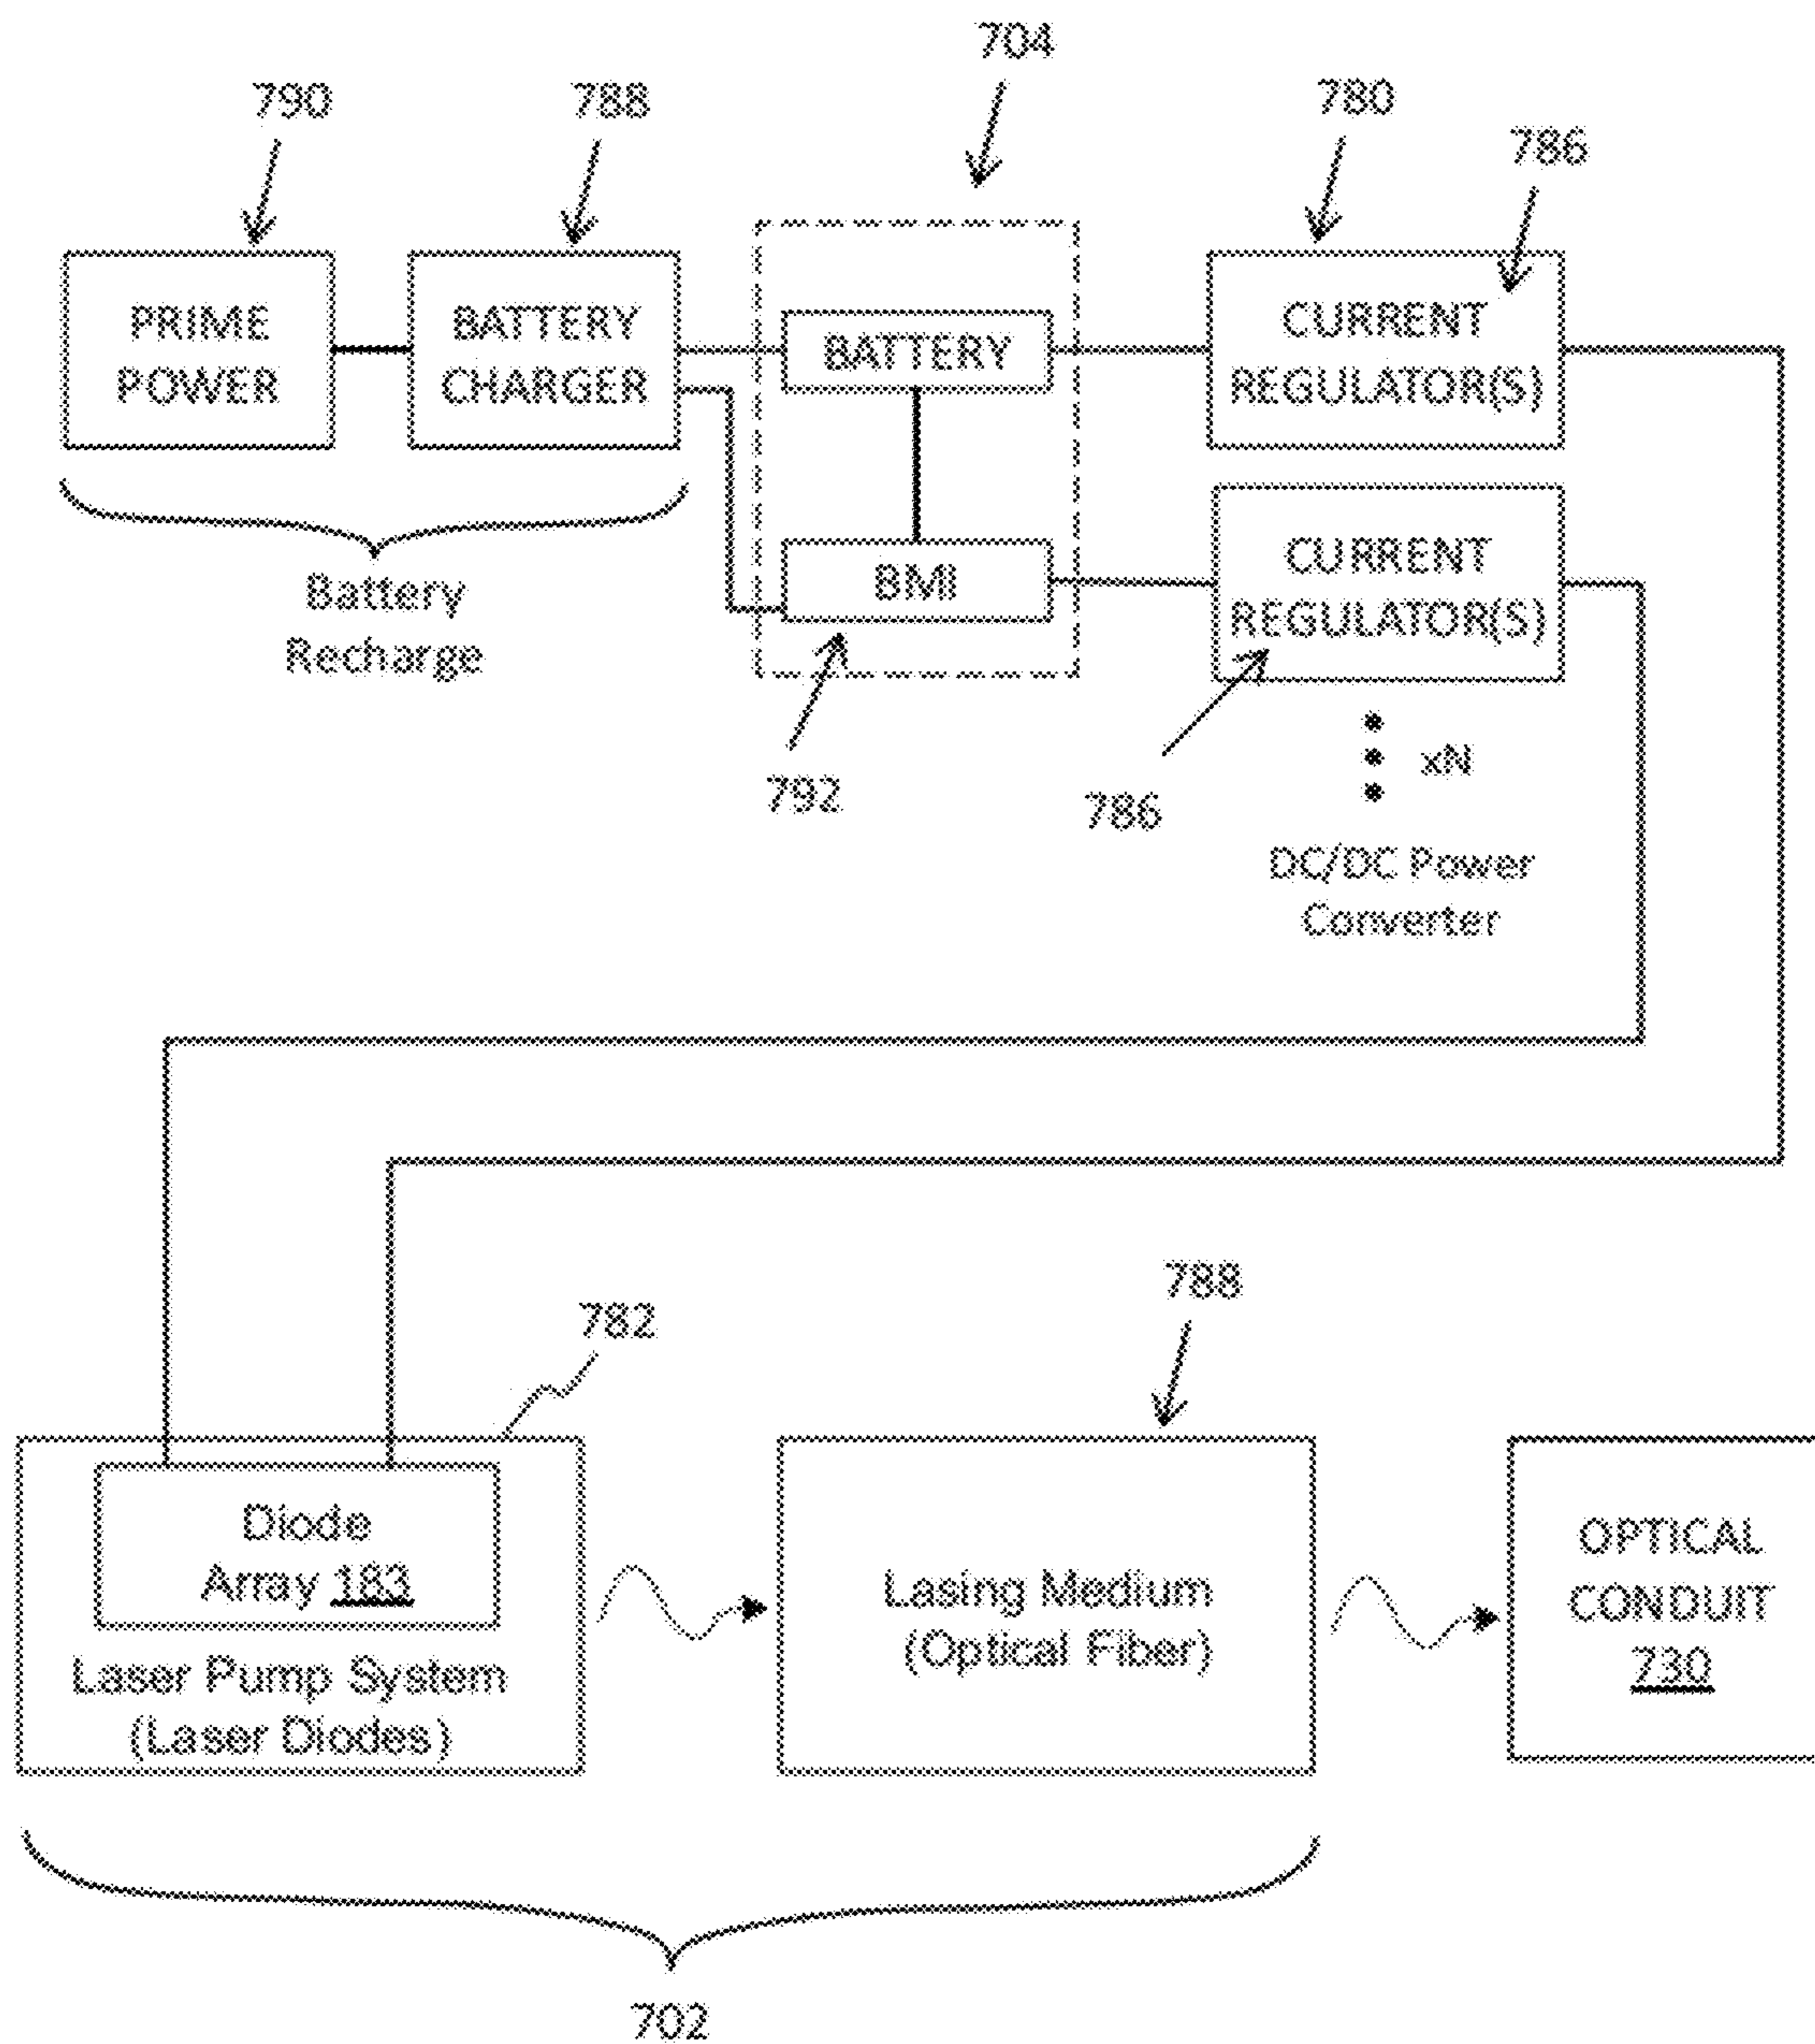 704
790
788
780
786
PRIME
POWER
BATTERY
CHARGER
BATTERY
CURRENT
REGULATOR(S)
BMI
CURRENT
REGULATOR(S)
Battery
Recharge
792
786
xN
DC/DC Power
Converter
782
788
Diode
Array 183
Laser Pump System
(Laser Diodes)
Lasing Medium
(Optical Fiber)
OPTICAL
CONDUIT
730
702